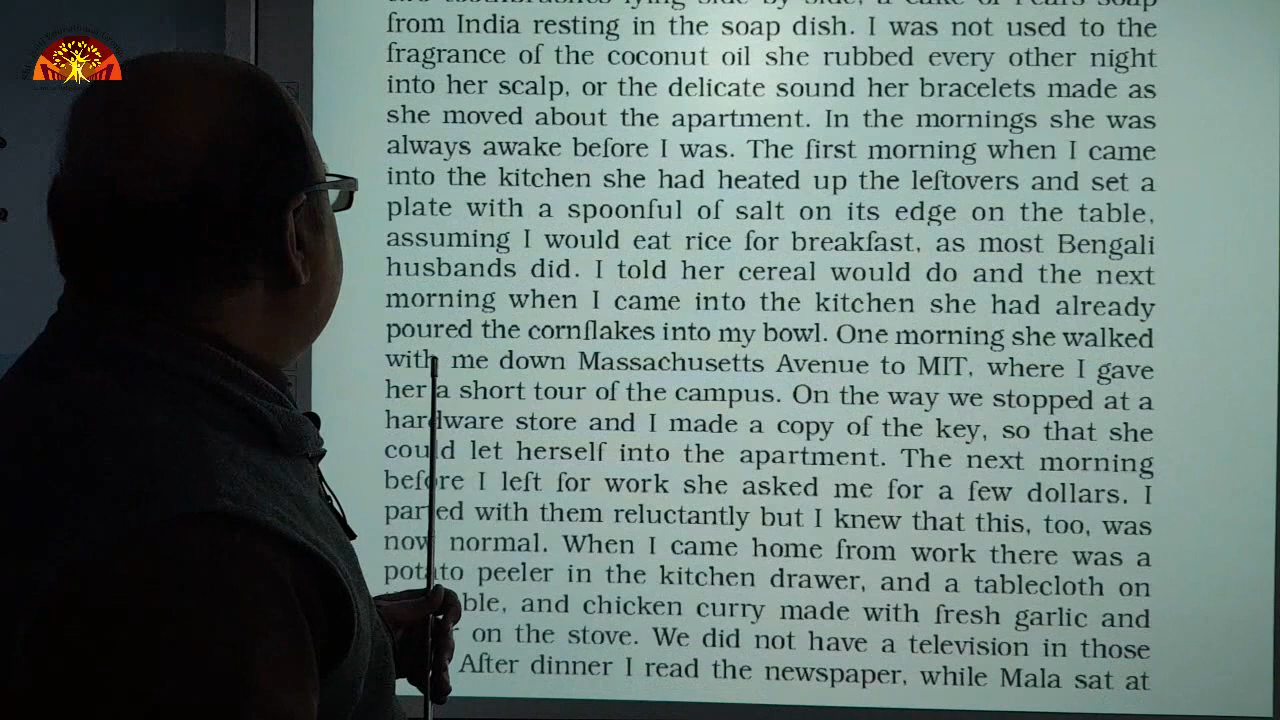 two toothbrushes lying side by side, a cake of Pears soap
from India resting in the soap dish. I was not used to the
fragrance of the coconut oil she rubbed every other night
into her scalp, or the delicate sound her bracelets made as
she moved about the apartment. In the mornings she was
always awake before I was. The first morning when I came
into the kitchen she had heated up the leftovers and set a
plate with a spoonful of salt on its edge on the table,
assuming I would eat rice for breakfast, as most Bengali
husbands did. I told her cereal would do and the next
morning when I came into the kitchen she had already
poured the cornflakes into my bowl. One morning she walked
with me down Massachusetts Avenue to MIT, where I gave
her a short tour of the campus. On the way we stopped at a
hardware store and I made a copy of the key, so that she
could let herself into the apartment. The next morning
before I left for work she asked me for a few dollars. I
parted with them reluctantly but I knew that this, too, was
now normal. When I came home from work there was a
potato peeler in the kitchen drawer, and a tablecloth on
ble, and chicken curry made with fresh garlic and
on the stove. We did not have a television in those
After dinner I read the newspaper, while Mala sat at